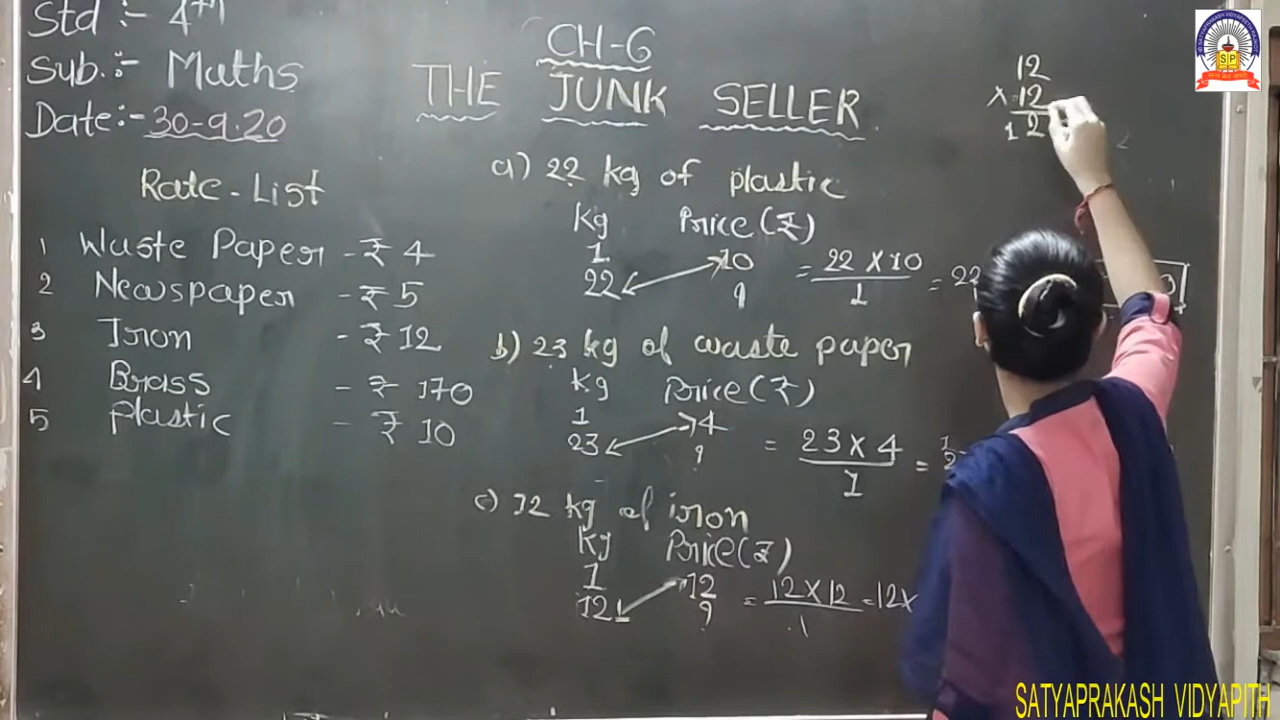 Std :- 4th
Sub. :- Maths
Date:- 30-9.20
CH-6
THE JUNK SELLER
12
× 12
12
Rate - List
1 Waste Paper - ₹ 4
2 Newspaper - ₹ 5
3 Iron - ₹ 12
4 Brass - ₹ 170
5 Plastic - ₹ 10
a) 22 kg of plastic
kg Price (₹)
1 10
22 ? = 22 × 10 / 1 = 22
b) 23 kg of waste paper
kg Price (₹)
1 4
23 ? = 23 × 4 / 1 =
c) 12 kg of iron
kg Price (₹)
1 12
12 ? = 12 × 12 / 1 = 12×
SATYAPRAKASH VIDYAPITH